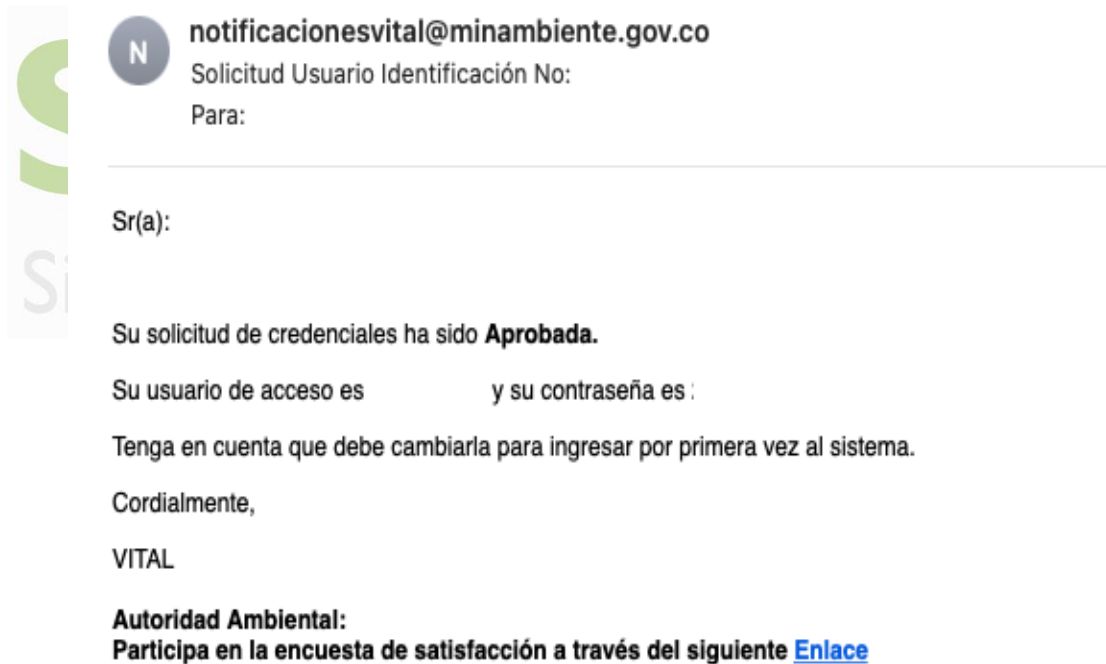 N
notificacionesvital@minambiente.gov.co
Solicitud Usuario Identificación No:
Para:
Sr(a):
Su solicitud de credenciales ha sido Aprobada.
Su usuario de acceso es y su contraseña es
Tenga en cuenta que debe cambiarla para ingresar por primera vez al sistema.
Cordialmente,
VITAL
Autoridad Ambiental:
Participa en la encuesta de satisfacción a través del siguiente Enlace